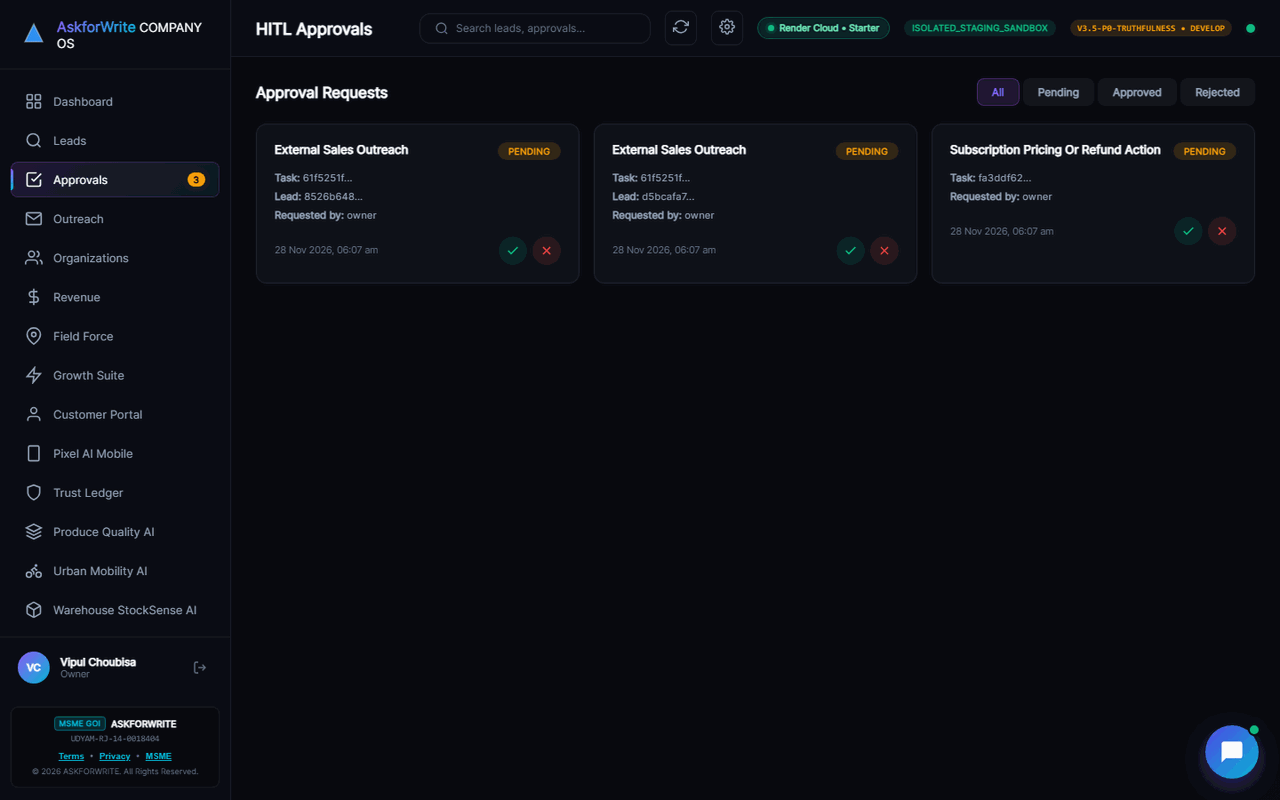 AskforWrite COMPANY
OS
Dashboard
Leads
Approvals 3
Outreach
Organizations
Revenue
Field Force
Growth Suite
Customer Portal
Pixel AI Mobile
Trust Ledger
Produce Quality AI
Urban Mobility AI
Warehouse StockSense AI
VC
Vipul Choubisa
Owner
MSME GOI ASKFORWRITE
UDYAM-RJ-14-0018404
Terms • Privacy • MSME
© 2026 ASKFORWRITE. All Rights Reserved.
HITL Approvals
Search leads, approvals...
Render Cloud • Starter
ISOLATED_STAGING_SANDBOX
V3.5-P0-TRUTHFULNESS • DEVELOP
Approval Requests
All
Pending
Approved
Rejected
External Sales Outreach
PENDING
Task: 61f5251f...
Lead: 8526b648...
Requested by: owner
28 Nov 2026, 06:07 am
External Sales Outreach
PENDING
Task: 61f5251f...
Lead: d5bcafa7...
Requested by: owner
28 Nov 2026, 06:07 am
Subscription Pricing Or Refund Action
PENDING
Task: fa3ddf62...
Requested by: owner
28 Nov 2026, 06:07 am